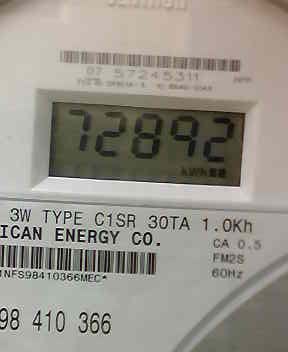 07 57245311
72892
3W TYPE C1SR 30TA 1.0Kh
ICAN ENERGY CO.
CA 0.5
FM2S
60Hz
1NFS98410366MEC*
98 410 366